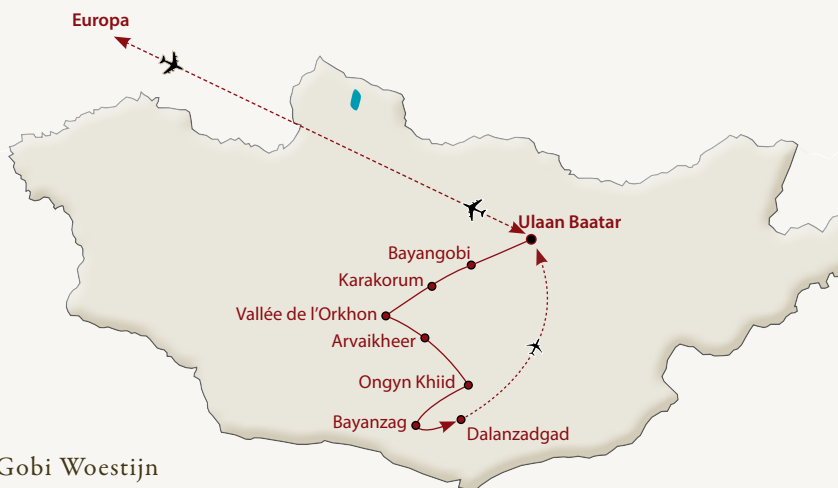 Europa
Ulaan Baatar
Bayangobi
Karakorum
Vallée de l'Orkhon
Arvaikheer
Ongyn Khiid
Bayanzag
Dalanzadgad
Gobi Woestijn